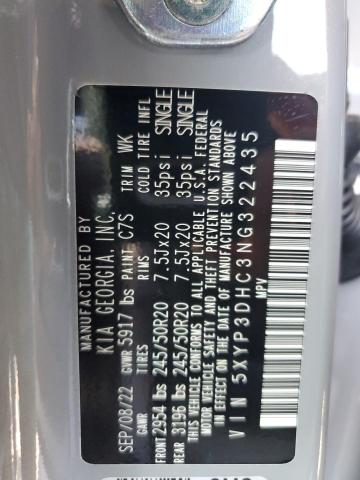 MANUFACTURED BY
KIA GEORGIA, INC.
SEP/08/22 GVWR 5917 lbs PAINT C7S TRIM WK
GAWR TIRES RIMS COLD TIRE INFL
FRONT 2954 lbs 245/50R20 7.5Jx20 35psi SINGLE
REAR 3196 lbs 245/50R20 7.5Jx20 35psi SINGLE
THIS VEHICLE CONFORMS TO ALL APPLICABLE U.S.A. FEDERAL
MOTOR VEHICLE SAFETY AND THEFT PREVENTION STANDARDS
IN EFFECT ON THE DATE OF MANUFACTURE SHOWN ABOVE
VIN 5XYP3DHC3NG322435
MPV